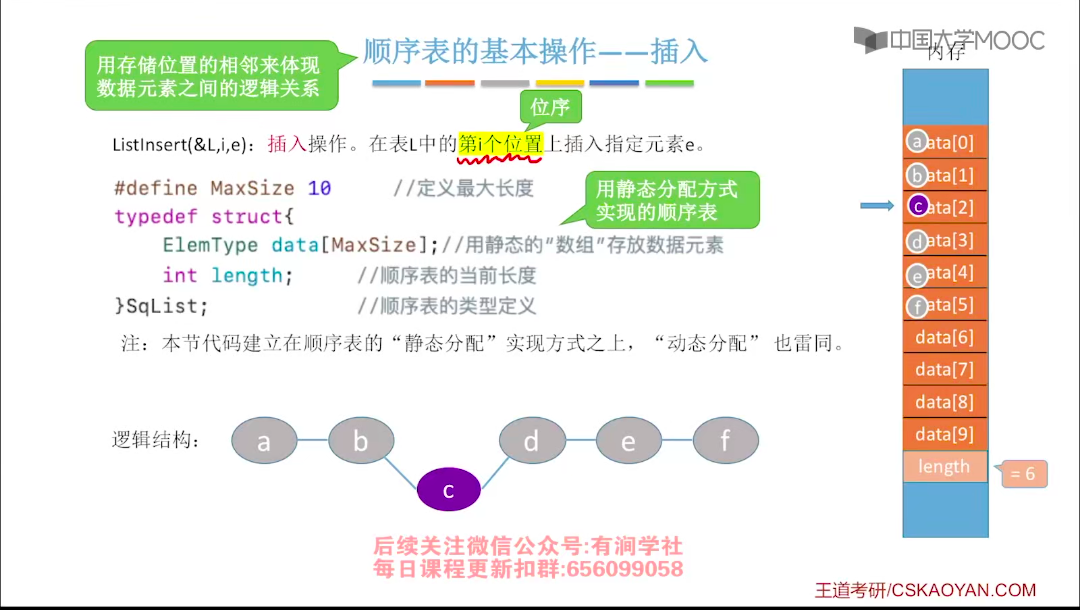 用存储位置的相邻来体现
数据元素之间的逻辑关系
顺序表的基本操作——插入
中国大学MOOC
内存
位序
ListInsert(&L,i,e)：插入操作。在表L中的第i个位置上插入指定元素e。
#define MaxSize 10 //定义最大长度
typedef struct{
ElemType data[MaxSize];//用静态的“数组”存放数据元素
int length; //顺序表的当前长度
}SqList; //顺序表的类型定义
用静态分配方式
实现的顺序表
注：本节代码建立在顺序表的“静态分配”实现方式之上，“动态分配” 也雷同。
逻辑结构：
a b d e f
c
a ata[0]
b ata[1]
c ata[2]
d ata[3]
e ata[4]
f ata[5]
data[6]
data[7]
data[8]
data[9]
length
= 6
后续关注微信公众号:有涧学社
每日课程更新扣群:656099058
王道考研/CSKAOYAN.COM